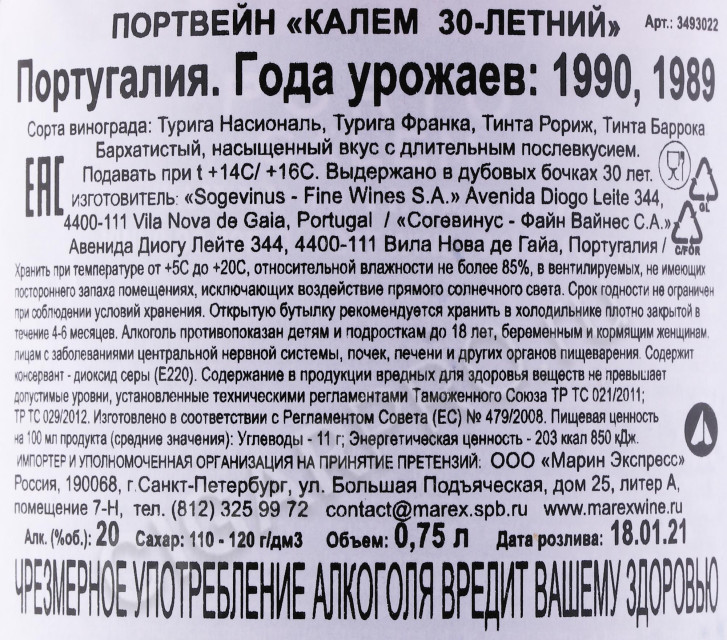 ПОРТВЕЙН «КАЛЕМ 30-ЛЕТНИЙ» Арт.: 3493022
Португалия. Года урожаев: 1990, 1989
Сорта винограда: Турига Насиональ, Турига Франка, Тинта Рориж, Тинта Баррока
Бархатистый, насыщенный вкус с длительным послевкусием.
Подавать при t +14C/ +16C. Выдержано в дубовых бочках 30 лет.
EAC
GL
изготовитель: «Sogevinus - Fine Wines S.A.» Avenida Diogo Leite 344,
4400-111 Vila Nova de Gaia, Portugal / «Согевинус - Файн Вайнес С.А.»,
C/FOR
Авенида Диогу Лейте 344, 4400-111 Вила Нова де Гайа, Португалия /
Хранить при температуре от +5C до +20С, относительной влажности не более 85%, в вентилируемых, не имеющих
постороннего запаха помещениях, исключающих воздействие прямого солнечного света. Срок годности не ограничен
при соблюдении условий хранения. Открытую бутылку рекомендуется хранить в холодильнике плотно закрытой в
течение 4-6 месяцев. Алкоголь противопоказан детям и подросткам до 18 лет, беременным и кормящим женщинам,
лицам с заболеваниями центральной нервной системы, почек, печени и других органов пищеварения. Содержит
консервант - диоксид серы (Е220). Содержание в продукции вредных для здоровья веществ не превышает
допустимые уровни, установленные техническими регламентами Таможенного Союза ТР ТС 021/2011;
ТР ТС 029/2012. Изготовлено в соответствии с Регламентом Совета (ЕС) № 479/2008. Пищевая ценность
на 100 мл продукта (средние значения): Углеводы - 11 г; Энергетическая ценность - 203 ккал 850 кДж.
ИМПОРТЕР И УПОЛНОМОЧЕННАЯ ОРГАНИЗАЦИЯ НА ПРИНЯТИЕ ПРЕТЕНЗИЙ: ООО «Марин Экспресс»
Россия, 190068, г.Санкт-Петербург, ул. Большая Подъяческая, дом 25, литер А,
помещение 7-Н, тел. (812) 325 99 72 contact@marex.spb.ru www.marexwine.ru
Алк. (%об.): 20 Сахар: 110 - 120 г/дм3 Объем: 0,75 л Дата розлива: 18.01.21
ЧРЕЗМЕРНОЕ УПОТРЕБЛЕНИЕ АЛКОГОЛЯ ВРЕДИТ ВАШЕМУ ЗДОРОВЬЮ